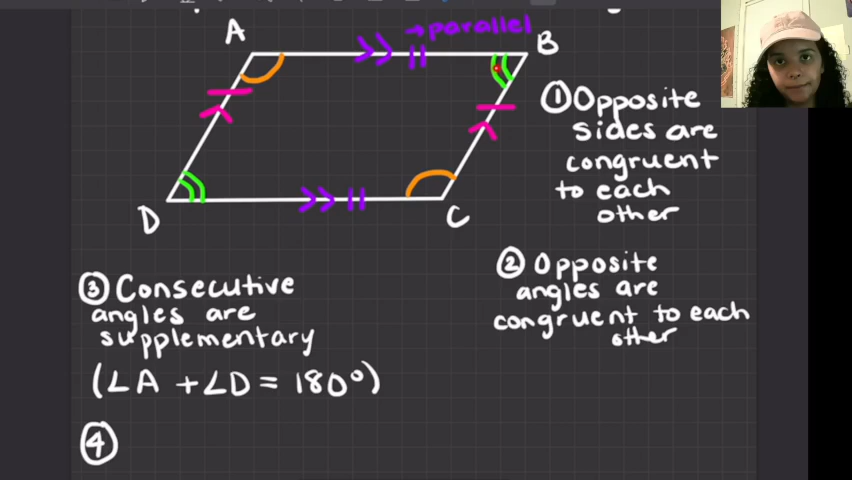 →parallel
A
B
D
C
① Opposite
sides are
congruent
to each
other
② Opposite
angles are
congruent to each
other
③ Consecutive
angles are
supplementary
(∠A + ∠D = 180°)
④